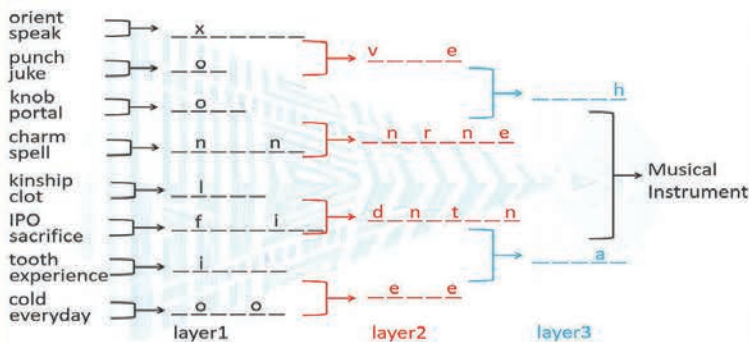 orient
speak
punch
juke
knob
portal
charm
spell
kinship
clot
IPO
sacrifice
tooth
experience
cold
everyday
_ x _ _ _ _
_ o _
_ o _ _
_ n _ _ _ n _
_ l _ _ _
_ f _ _ _ i _ _
_ i _ _ _ _
_ o _ _ o _
layer1
v _ _ _ e
_ n _ r _ n _ e
d _ n _ t _ _ n
_ e _ _ e
layer2
_ _ _ _ h
_ _ _ a _
layer3
Musical
Instrument